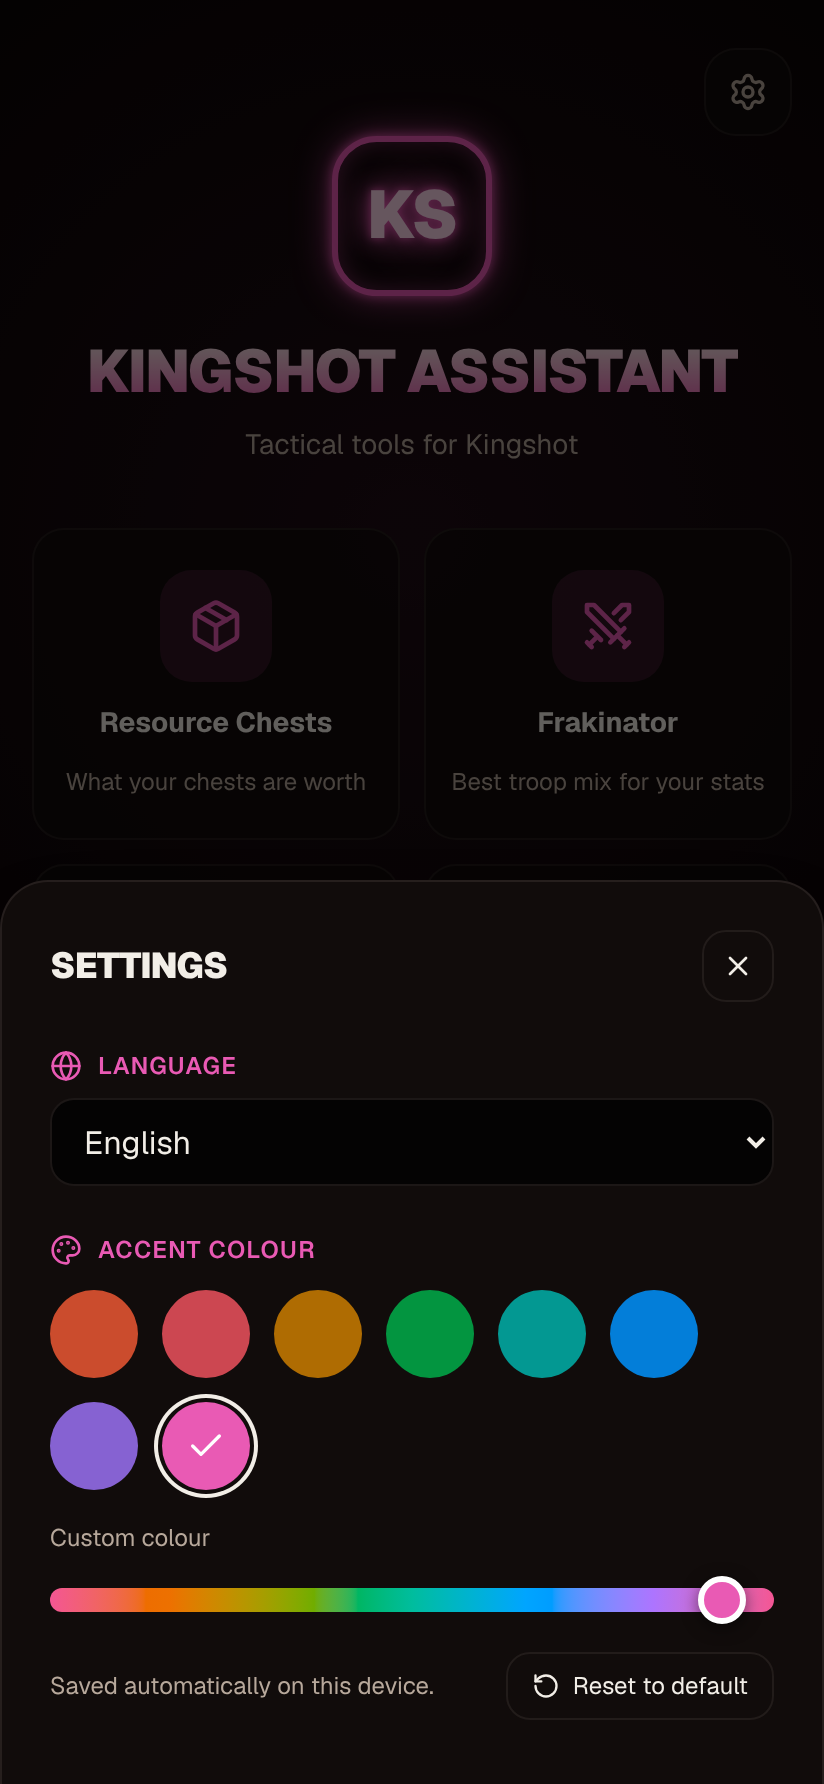 KS
KINGSHOT ASSISTANT
Tactical tools for Kingshot
Resource Chests
What your chests are worth
Frakinator
Best troop mix for your stats
SETTINGS
LANGUAGE
English
ACCENT COLOUR
Custom colour
Saved automatically on this device.
Reset to default